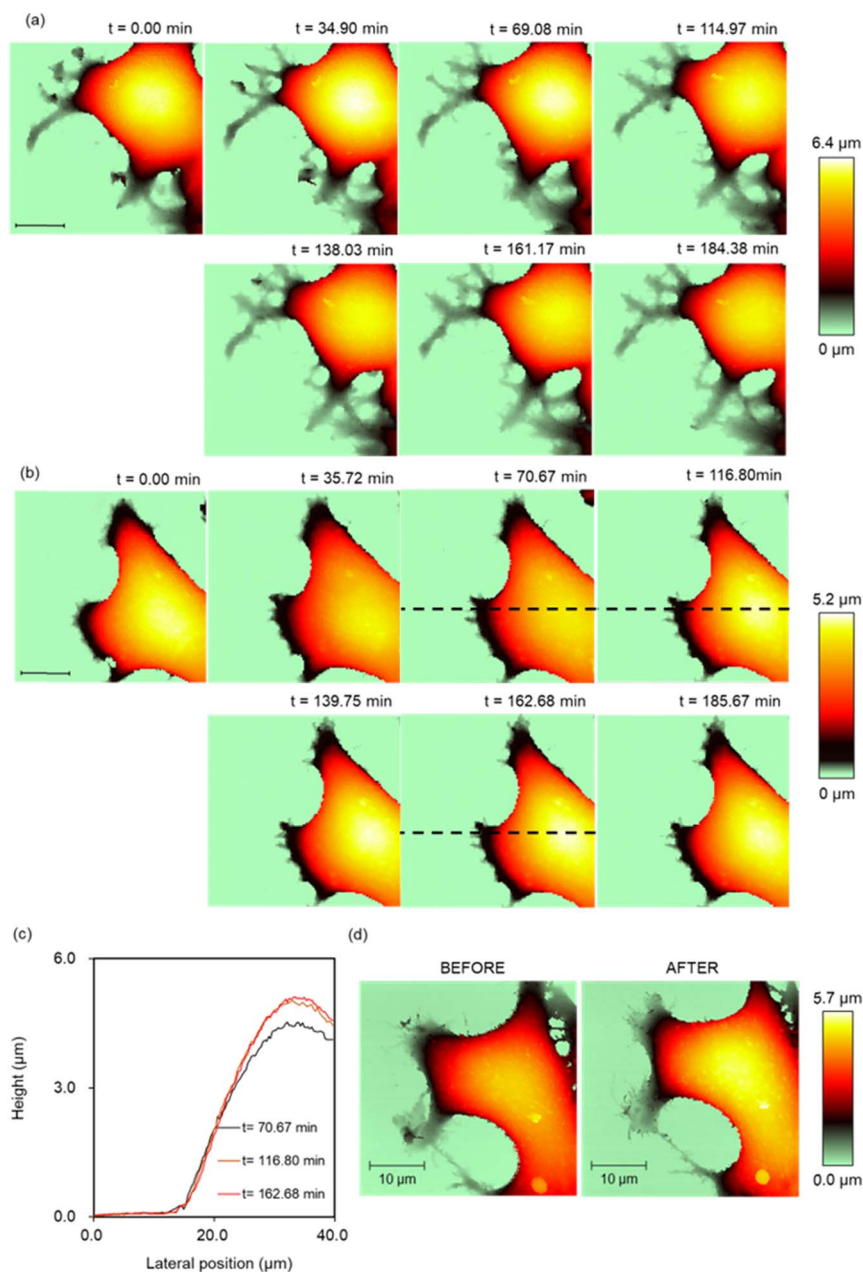 (a)
t = 0.00 min
t = 34.90 min
t = 69.08 min
t = 114.97 min
6.4 µm
0 µm
t = 138.03 min
t = 161.17 min
t = 184.38 min
(b)
t = 0.00 min
t = 35.72 min
t = 70.67 min
t = 116.80min
5.2 µm
0 µm
t = 139.75 min
t = 162.68 min
t = 185.67 min
(c)
6.0
3.0
0.0
Height (µm)
t= 70.67 min
t= 116.80 min
t= 162.68 min
0.0
20.0
40.0
Lateral position (µm)
(d)
BEFORE
AFTER
10 µm
10 µm
5.7 µm
0.0 µm